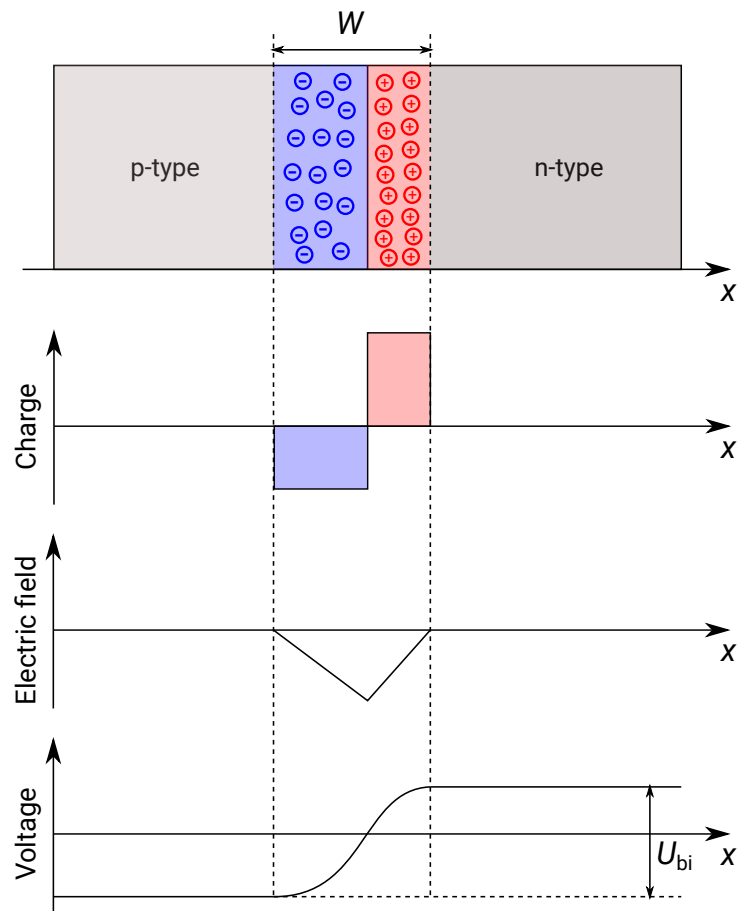 W
p-type
n-type
x
Charge
x
Electric field
x
Voltage
x
U_bi